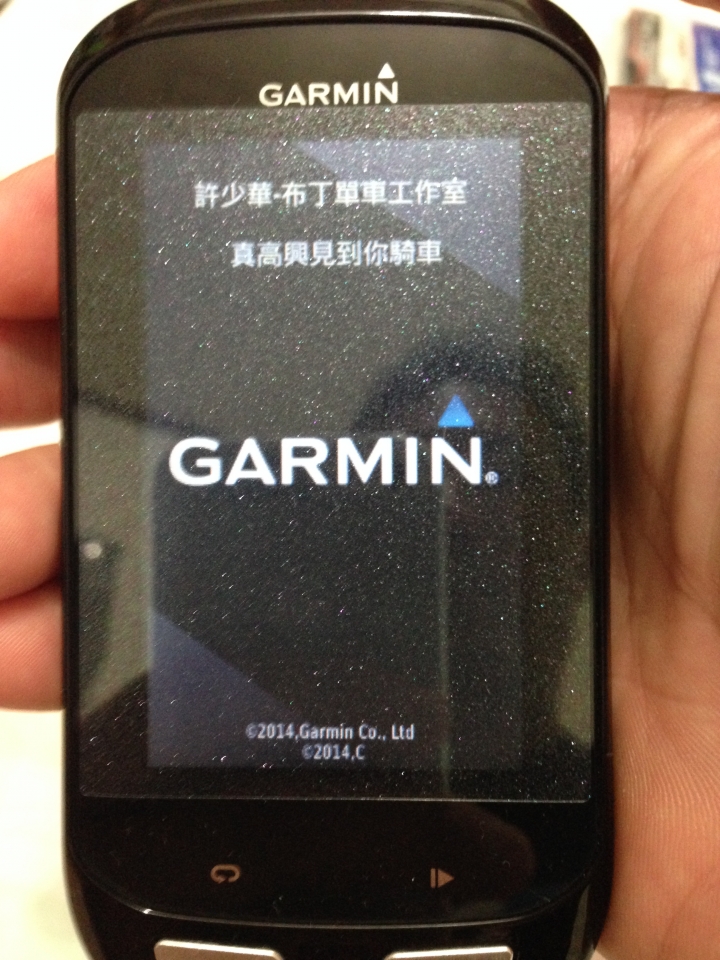 GARMIN
許少華-布丁單車工作室
真高興見到你騎車
GARMIN®
©2014,Garmin Co., Ltd
©2014,C